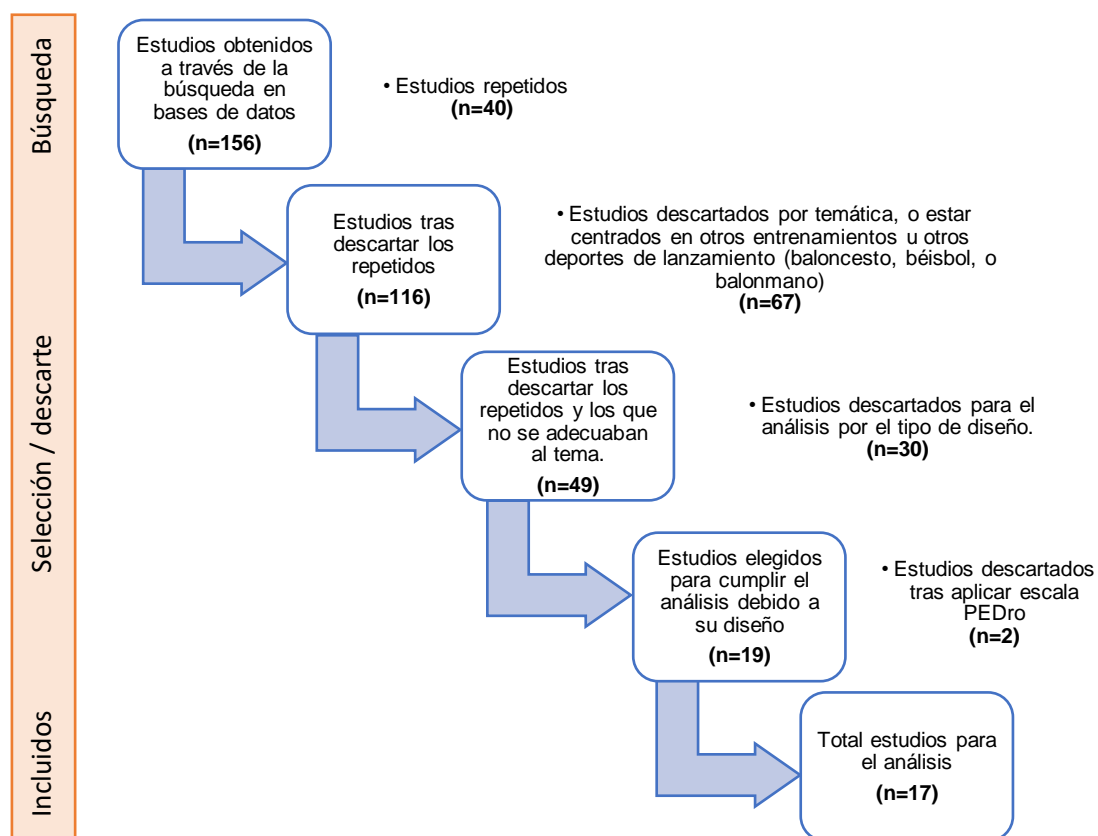 Búsqueda
Estudios obtenidos
a través de la
búsqueda en
bases de datos
(n=156)
• Estudios repetidos
(n=40)
Selección / descarte
Estudios tras
descartar los
repetidos
(n=116)
• Estudios descartados por temática, o estar
centrados en otros entrenamientos u otros
deportes de lanzamiento (baloncesto, béisbol, o
balonmano)
(n=67)
Estudios tras
descartar los
repetidos y los que
no se adecuaban
al tema.
(n=49)
• Estudios descartados para el
análisis por el tipo de diseño.
(n=30)
Estudios elegidos
para cumplir el
análisis debido a
su diseño
(n=19)
• Estudios descartados
tras aplicar escala
PEDro
(n=2)
Incluidos
Total estudios para
el análisis
(n=17)